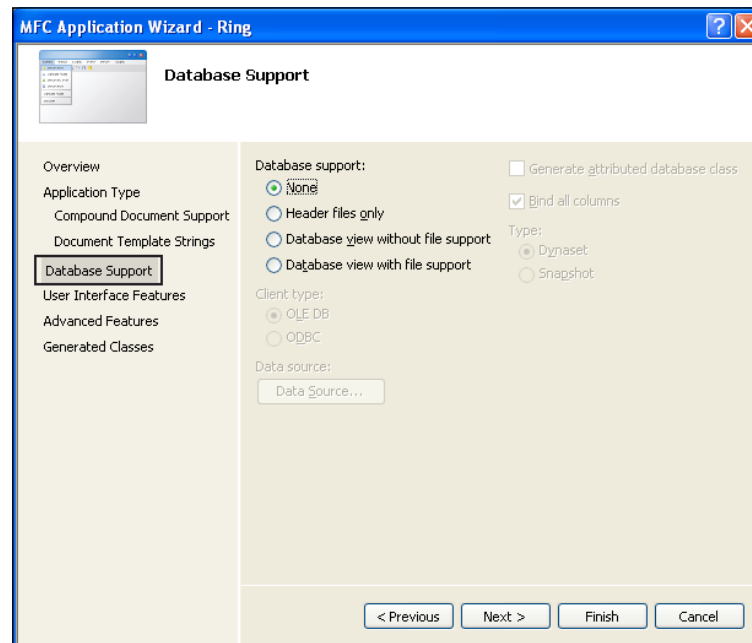 MFC Application Wizard - Ring
Database Support
Overview
Application Type
Compound Document Support
Document Template Strings
Database Support
User Interface Features
Advanced Features
Generated Classes
Database support:
None
Header files only
Database view without file support
Database view with file support
Client type:
OLE DB
ODBC
Data source:
Data Source...
Generate attributed database class
Bind all columns
Type:
Dynaset
Snapshot
< Previous
Next >
Finish
Cancel